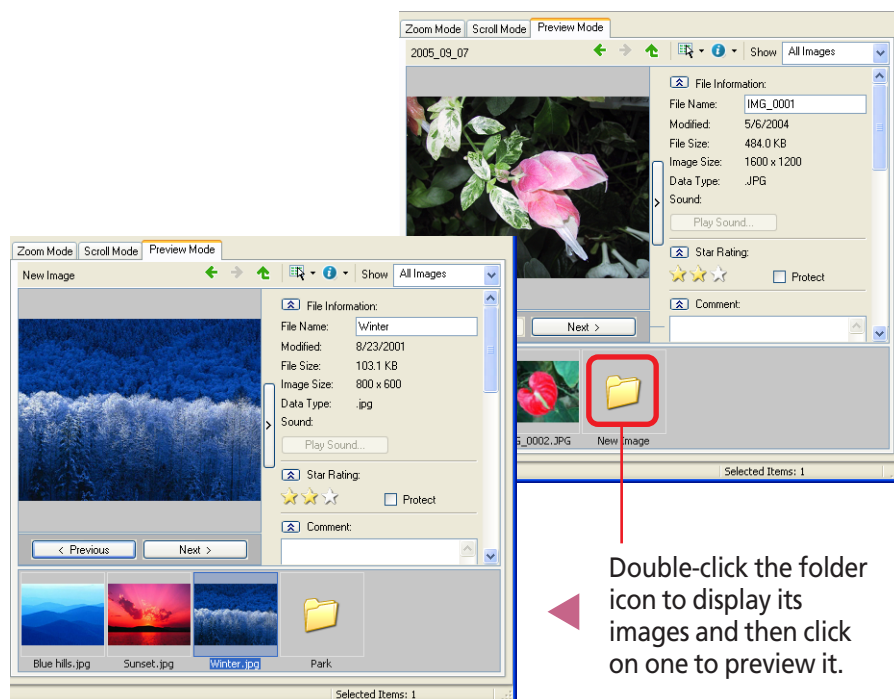 Zoom Mode Scroll Mode Preview Mode
2005_09_07 Show All Images
File Information:
File Name: IMG_0001
Modified: 5/6/2004
File Size: 484.0 KB
Image Size: 1600 x 1200
Data Type: .JPG
Sound:
Play Sound...
Star Rating:
Protect
Comment:
Next >
G_0002.JPG New Image
Selected Items: 1
Zoom Mode Scroll Mode Preview Mode
New Image Show All Images
File Information:
File Name: Winter
Modified: 8/23/2001
File Size: 103.1 KB
Image Size: 800 x 600
Data Type: .jpg
Sound:
Play Sound...
Star Rating:
Protect
Comment:
< Previous Next >
Blue hills.jpg Sunset.jpg Winter.jpg Park
Selected Items: 1
Double-click the folder
icon to display its
images and then click
on one to preview it.